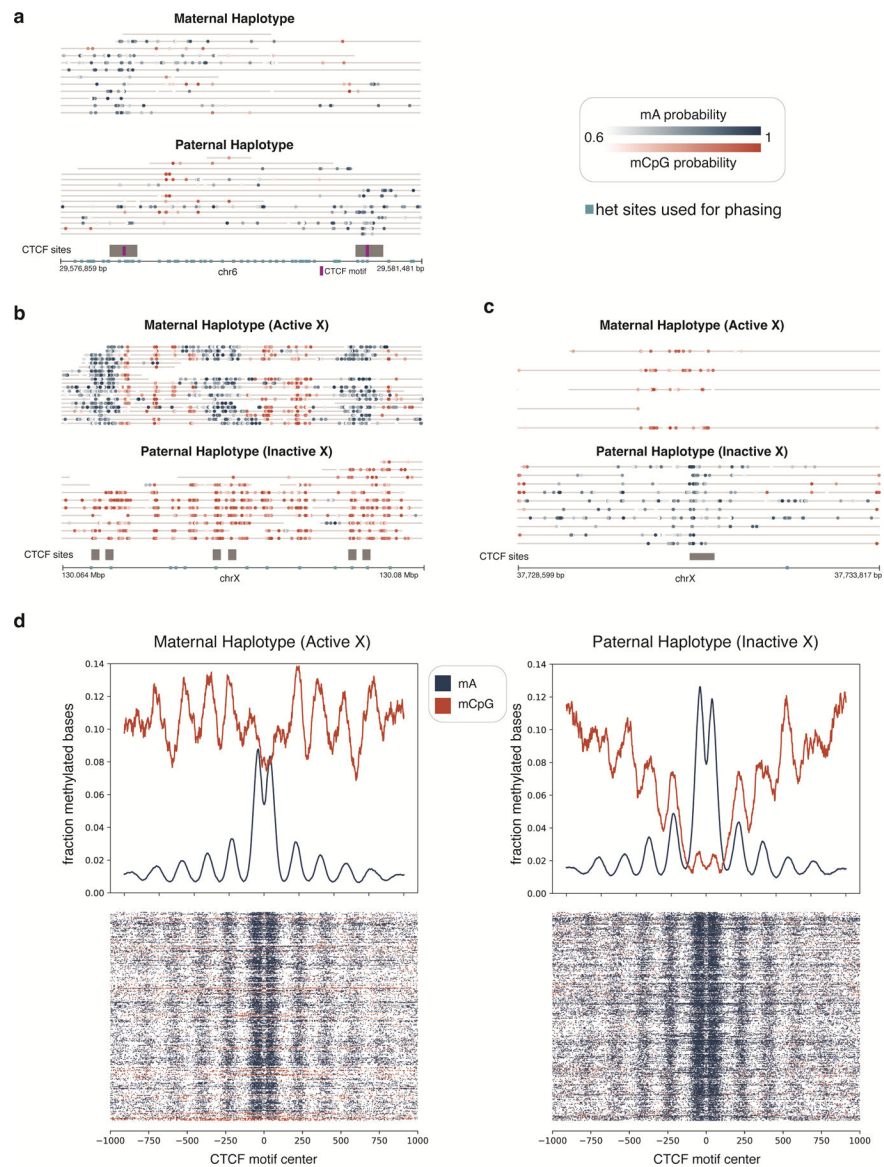 a
Maternal Haplotype
Paternal Haplotype
CTCF sites
29,576,859 bp
chr6
CTCF motif
29,581,481 bp
mA probability
0.6
1
mCpG probability
het sites used for phasing
b
Maternal Haplotype (Active X)
Paternal Haplotype (Inactive X)
CTCF sites
130.064 Mbp
chrX
130.08 Mbp
c
Maternal Haplotype (Active X)
Paternal Haplotype (Inactive X)
CTCF sites
37,728,599 bp
chrX
37,733,817 bp
d
Maternal Haplotype (Active X)
fraction methylated bases
0.14
0.12
0.10
0.08
0.06
0.04
0.02
0.00
mA
mCpG
−1000 −750 −500 −250 0 250 500 750 1000
CTCF motif center
Paternal Haplotype (Inactive X)
fraction methylated bases
0.14
0.12
0.10
0.08
0.06
0.04
0.02
0.00
−1000 −750 −500 −250 0 250 500 750 1000
CTCF motif center